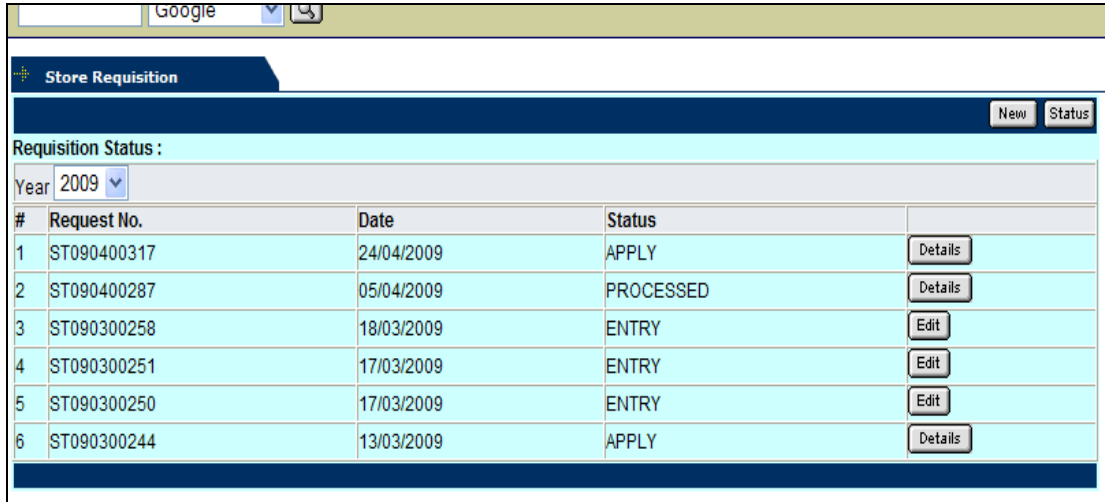 Google
Store Requisition
New Status
Requisition Status :
Year 2009
# Request No. Date Status
1 ST090400317 24/04/2009 APPLY Details
2 ST090400287 05/04/2009 PROCESSED Details
3 ST090300258 18/03/2009 ENTRY Edit
4 ST090300251 17/03/2009 ENTRY Edit
5 ST090300250 17/03/2009 ENTRY Edit
6 ST090300244 13/03/2009 APPLY Details